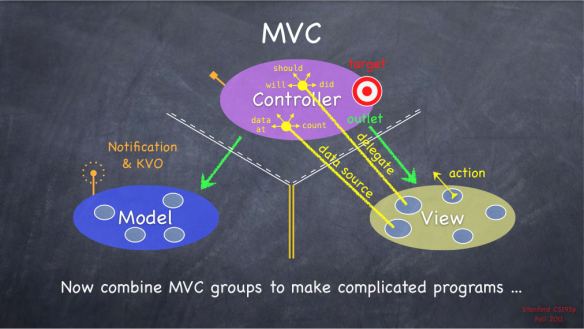 MVC
should
will
did
target
Controller
data
at
count
outlet
Notification
& KVO
data source
delegate
action
Model
View
Now combine MVC groups to make complicated programs ...
Stanford CS193p
Fall 2011